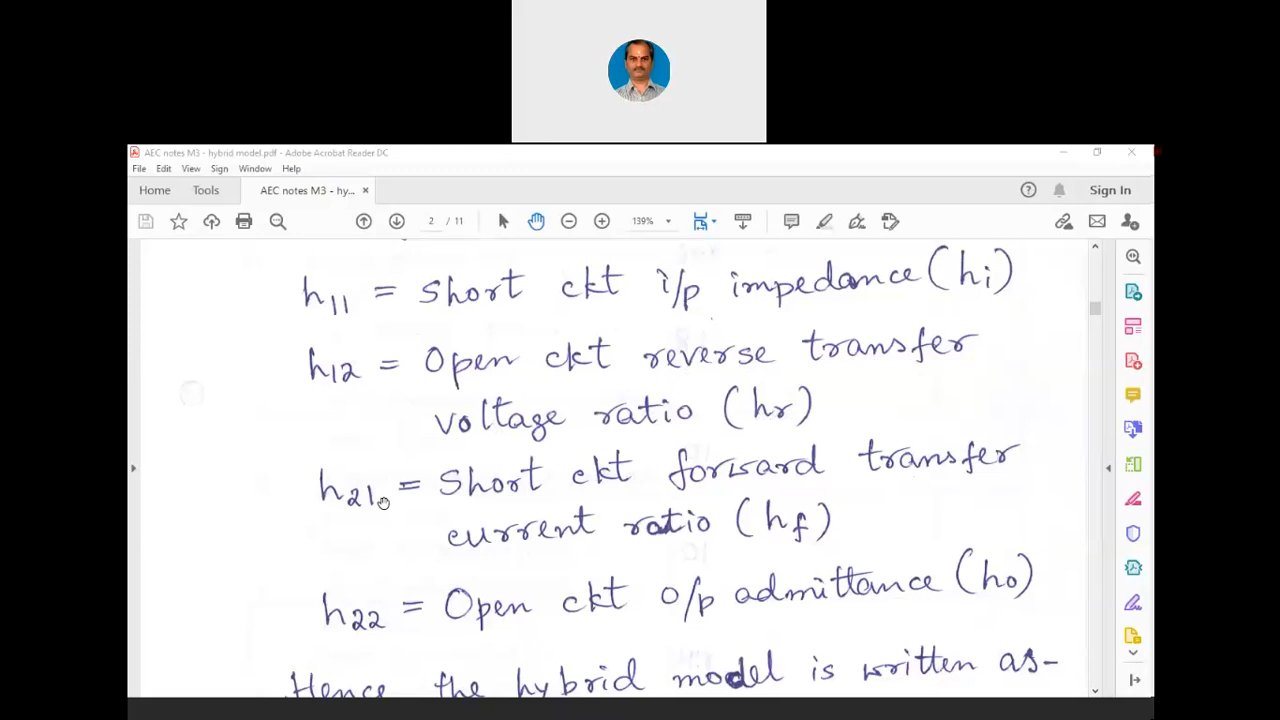 AEC notes M3 - hybrid model.pdf - Adobe Acrobat Reader DC
File Edit View Sign Window Help
Home Tools AEC notes M3 - hy... × Sign In
2 / 11 139%
h11 = Short ckt i/p impedance (hi)
h12 = Open ckt reverse transfer
voltage ratio (hr)
h21 = Short ckt forward transfer
current ratio (hf)
h22 = Open ckt o/p admittance (ho)
Hence the hybrid model is written as-